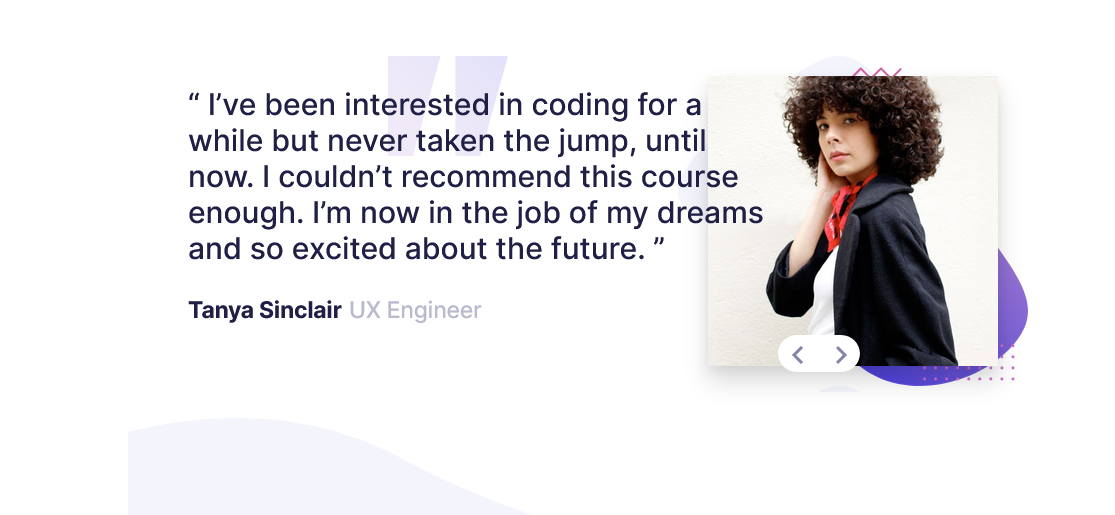 “ I’ve been interested in coding for a
while but never taken the jump, until
now. I couldn’t recommend this course
enough. I’m now in the job of my dreams
and so excited about the future. ”
Tanya Sinclair UX Engineer